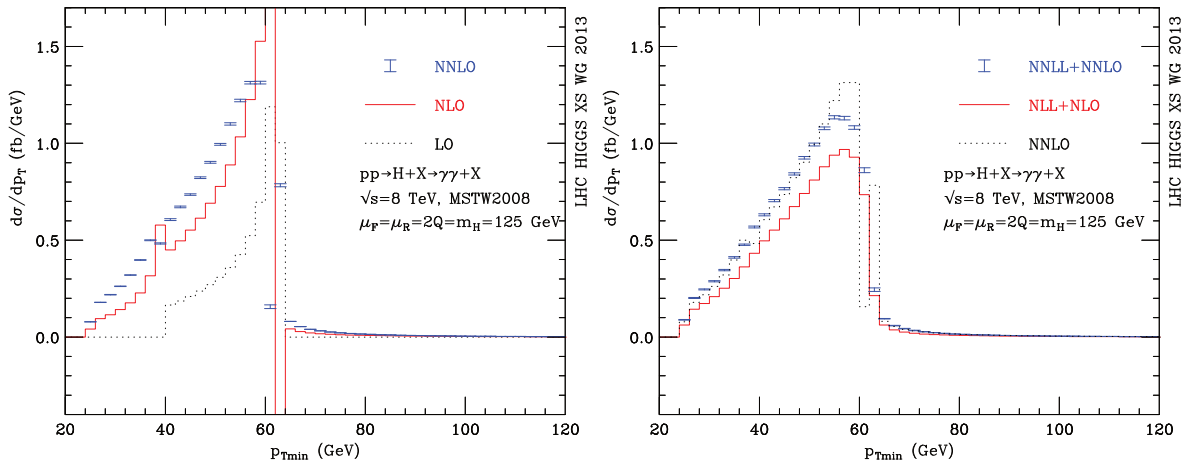 1.5
1.0
0.5
0.0
dσ/dp_T (fb/GeV)
NNLO
NLO
LO
pp→H+X→γγ+X
√s=8 TeV, MSTW2008
μ_F=μ_R=2Q=m_H=125 GeV
20 40 60 80 100 120
p_Tmin (GeV)
LHC HIGGS XS WG 2013
1.5
1.0
0.5
0.0
dσ/dp_T (fb/GeV)
NNLL+NNLO
NLL+NLO
NNLO
pp→H+X→γγ+X
√s=8 TeV, MSTW2008
μ_F=μ_R=2Q=m_H=125 GeV
20 40 60 80 100 120
p_Tmin (GeV)
LHC HIGGS XS WG 2013